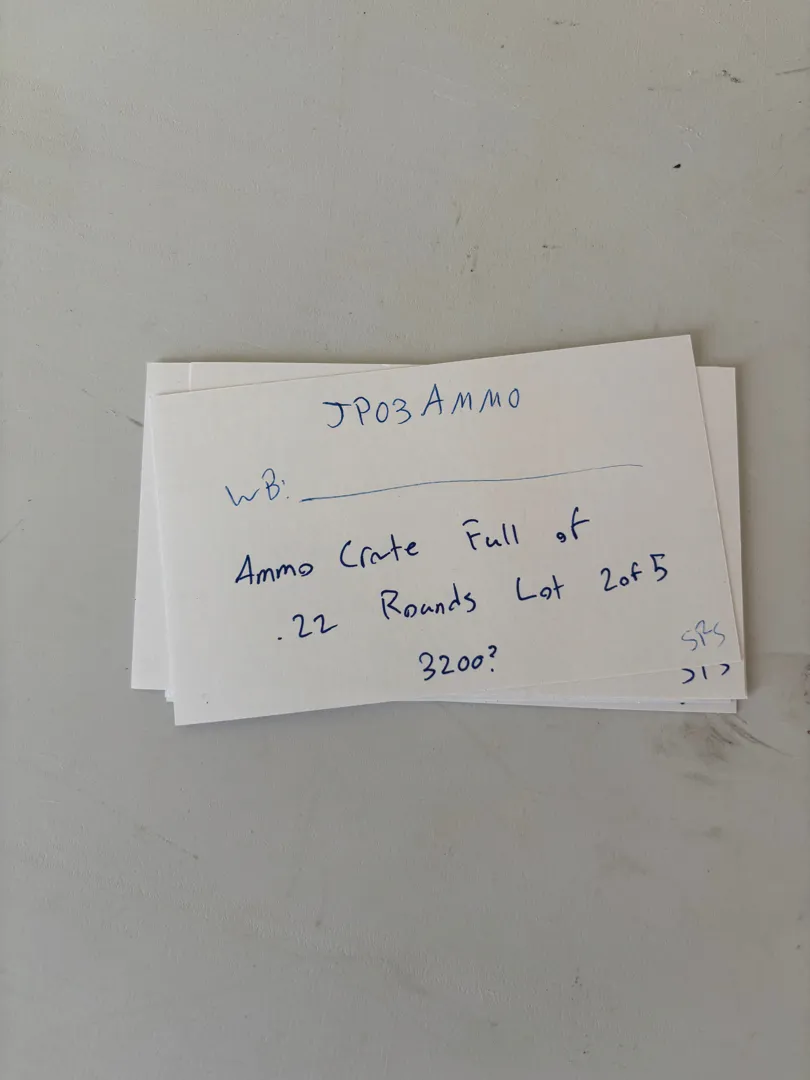 JP03AMMO
WB:
Ammo Crate Full of
.22 Rounds Lot 2of5
3200?